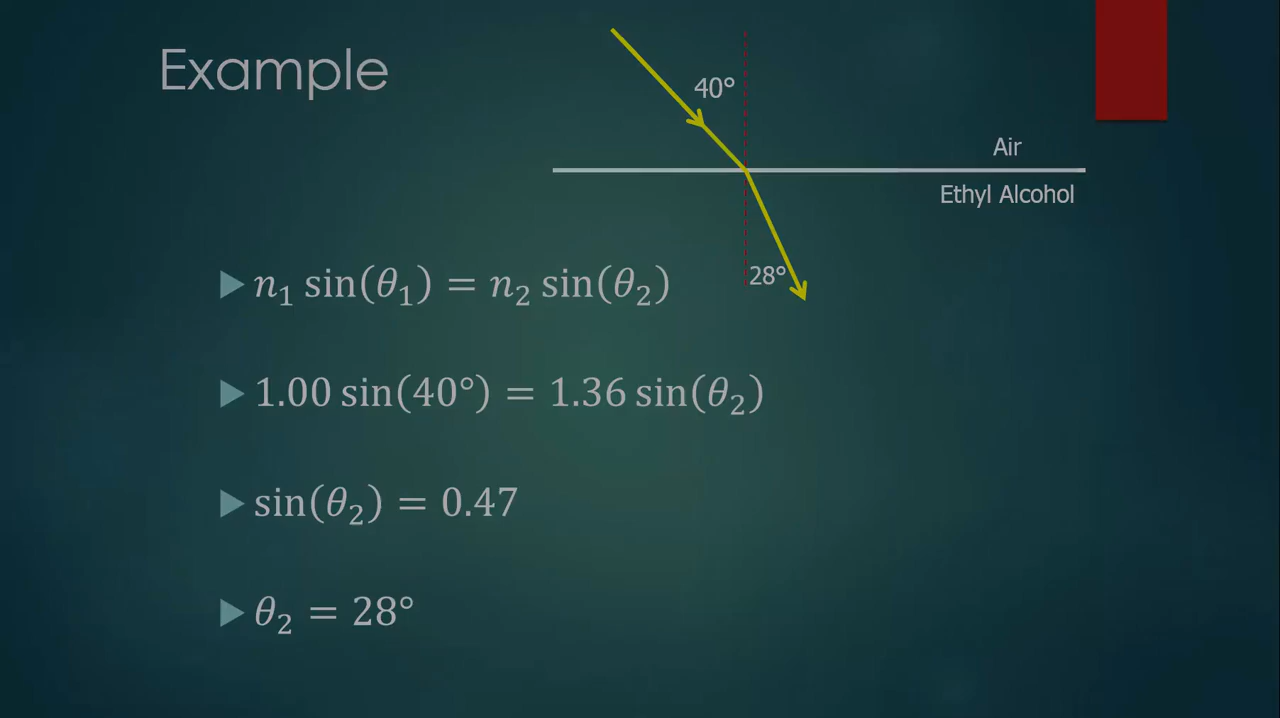 Example
40°
Air
Ethyl Alcohol
28°
n₁ sin(θ₁) = n₂ sin(θ₂)
1.00 sin(40°) = 1.36 sin(θ₂)
sin(θ₂) = 0.47
θ₂ = 28°